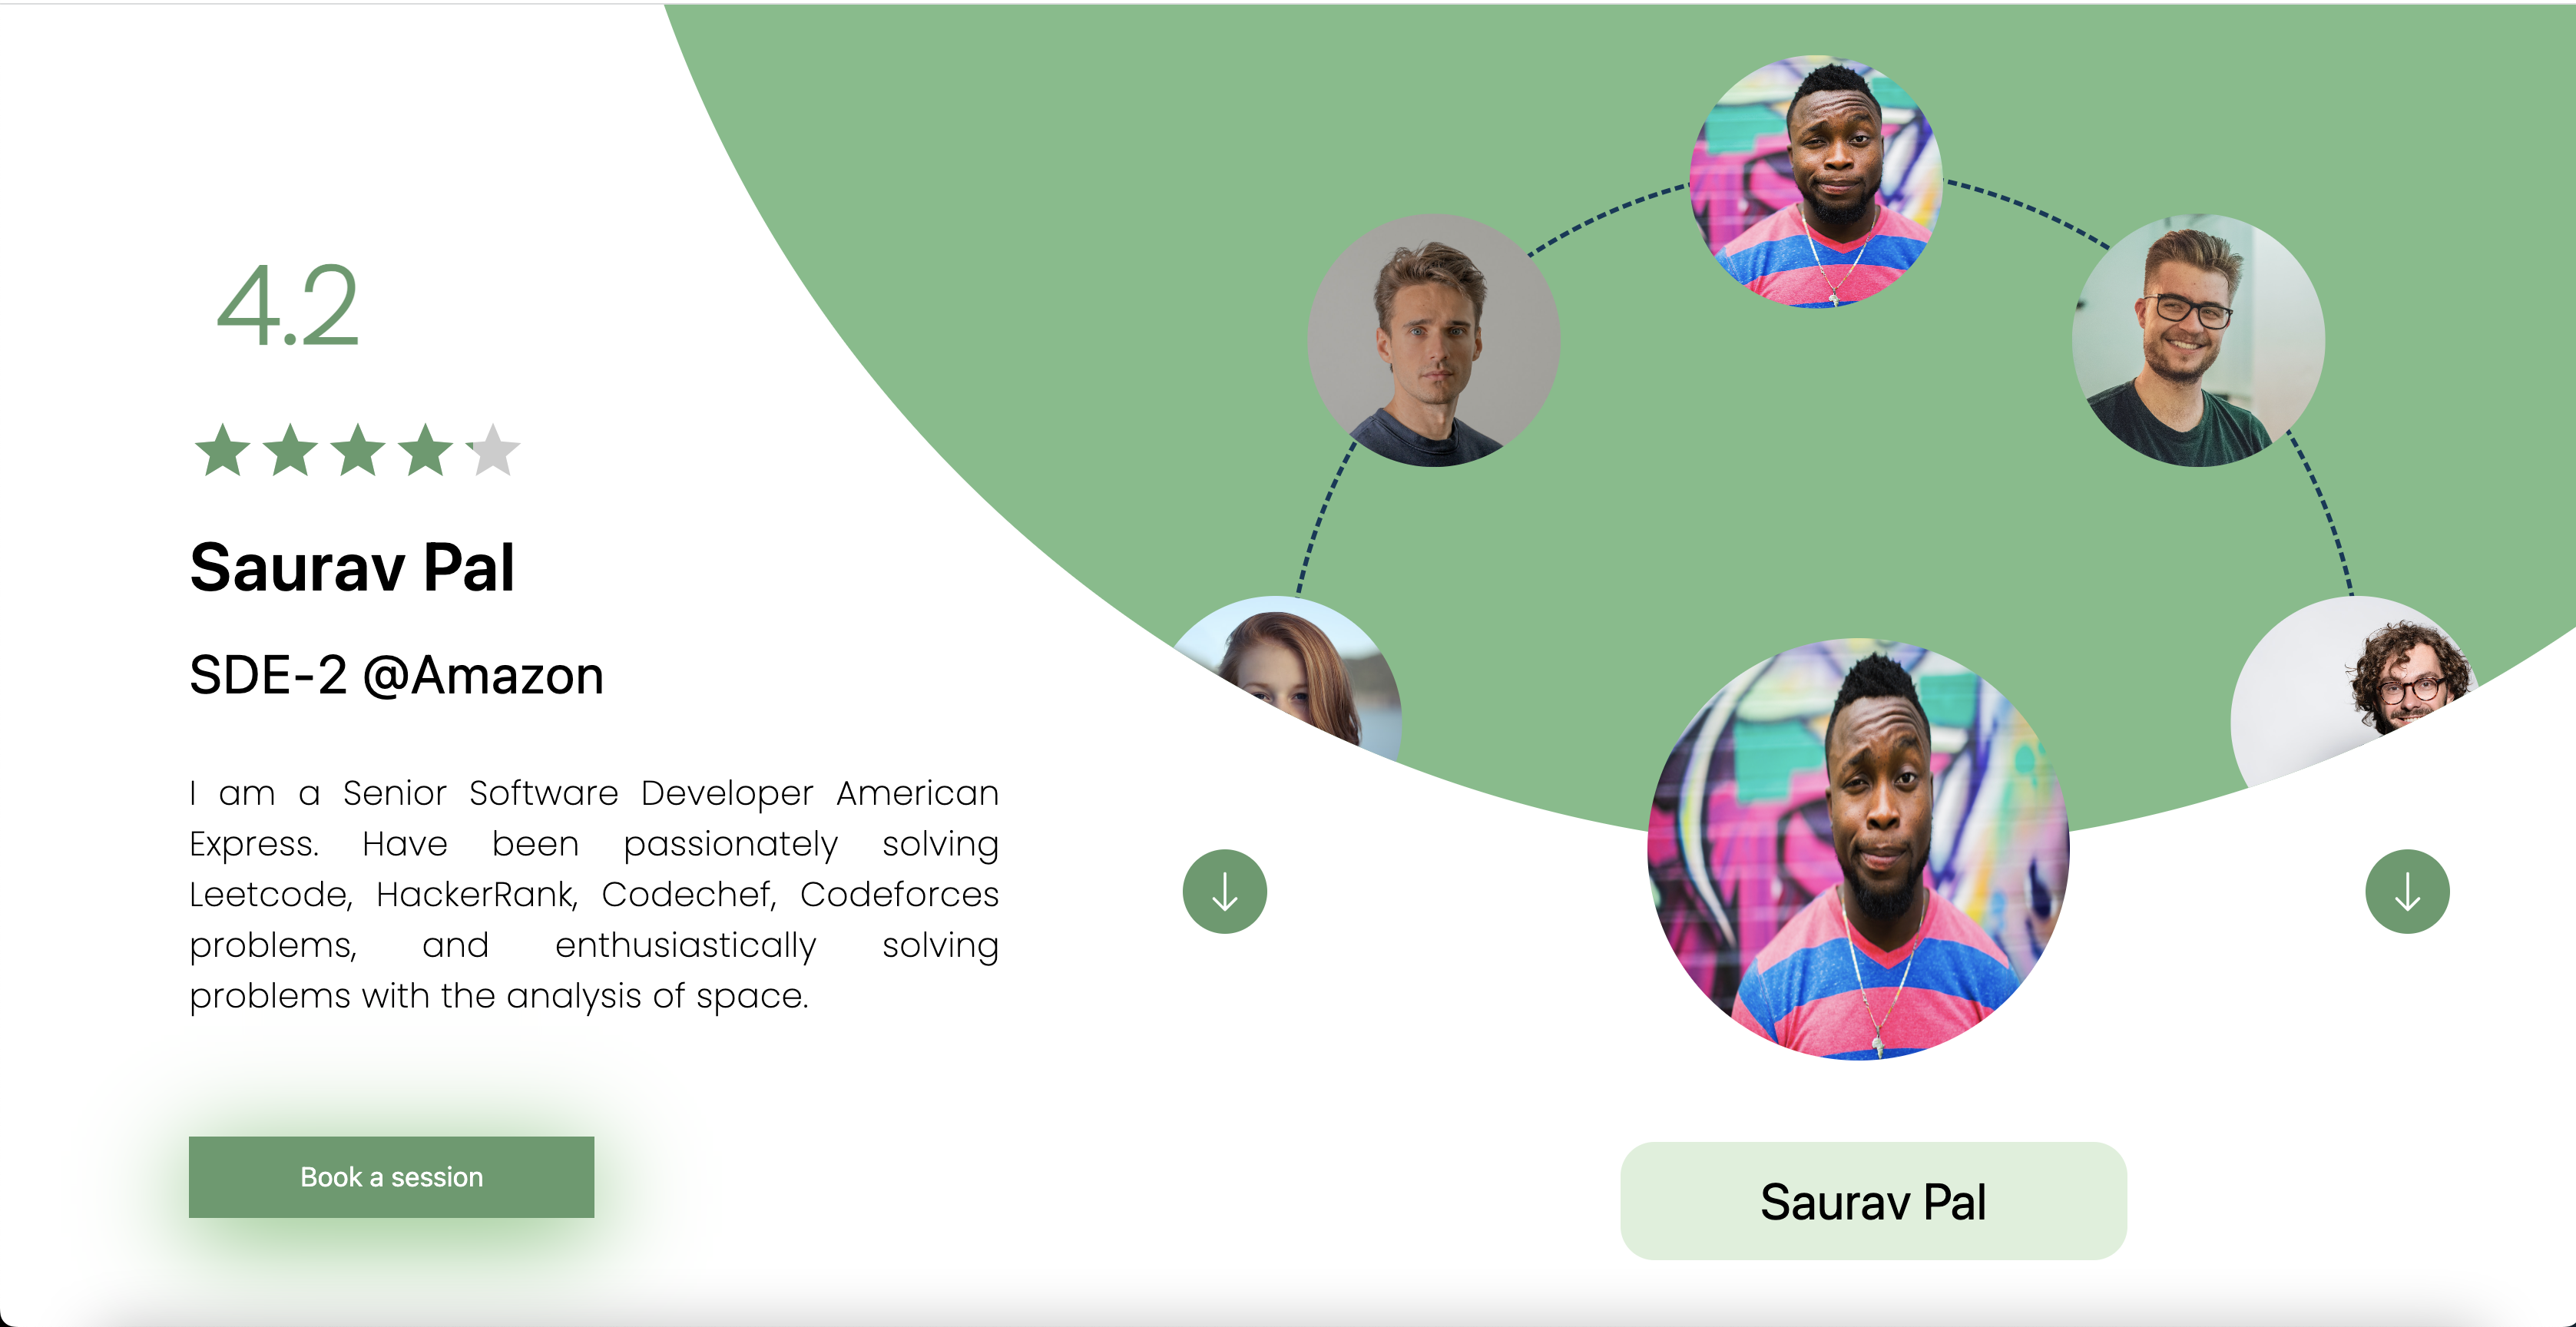 4.2
Saurav Pal
SDE-2 @Amazon
I am a Senior Software Developer American
Express. Have been passionately solving
Leetcode, HackerRank, Codechef, Codeforces
problems, and enthusiastically solving
problems with the analysis of space.
Book a session
Saurav Pal